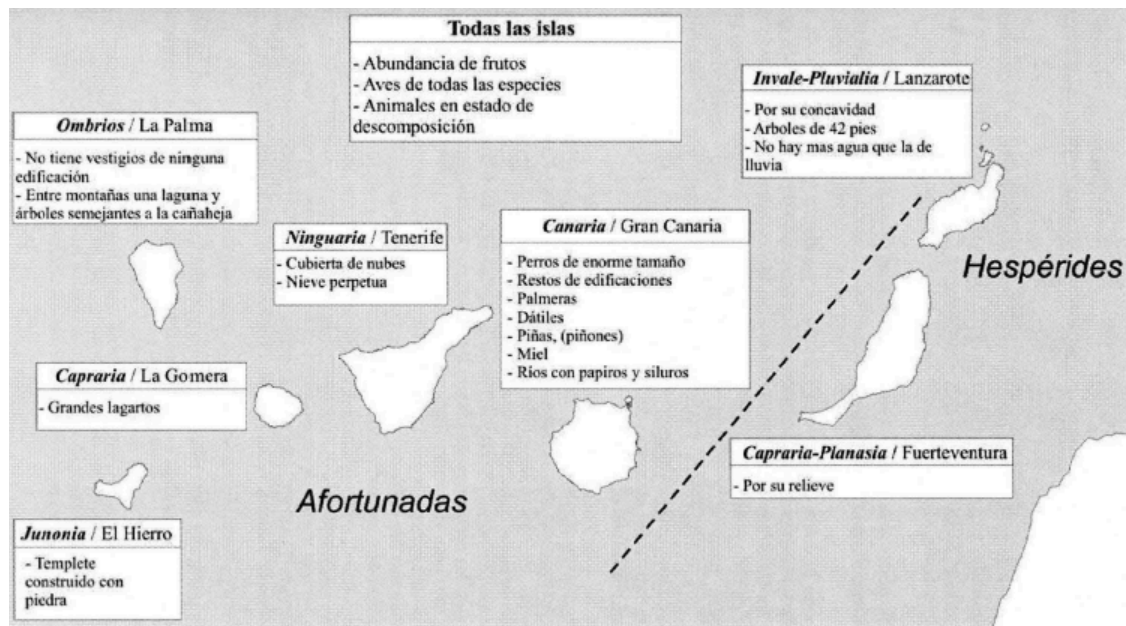 Todas las islas
- Abundancia de frutos
- Aves de todas las especies
- Animales en estado de
descomposición
Invale-Pluvialia / Lanzarote
- Por su concavidad
- Arboles de 42 pies
- No hay mas agua que la de
lluvia
Ombrios / La Palma
- No tiene vestigios de ninguna
edificación
- Entre montañas una laguna y
árboles semejantes a la cañaheja
Ninguaria / Tenerife
- Cubierta de nubes
- Nieve perpetua
Canaria / Gran Canaria
- Perros de enorme tamaño
- Restos de edificaciones
- Palmeras
- Dátiles
- Piñas, (piñones)
- Miel
- Ríos con papiros y siluros
Hespérides
Capraria / La Gomera
- Grandes lagartos
Capraria-Planasia / Fuerteventura
- Por su relieve
Afortunadas
Junonia / El Hierro
- Templete
construido con
piedra